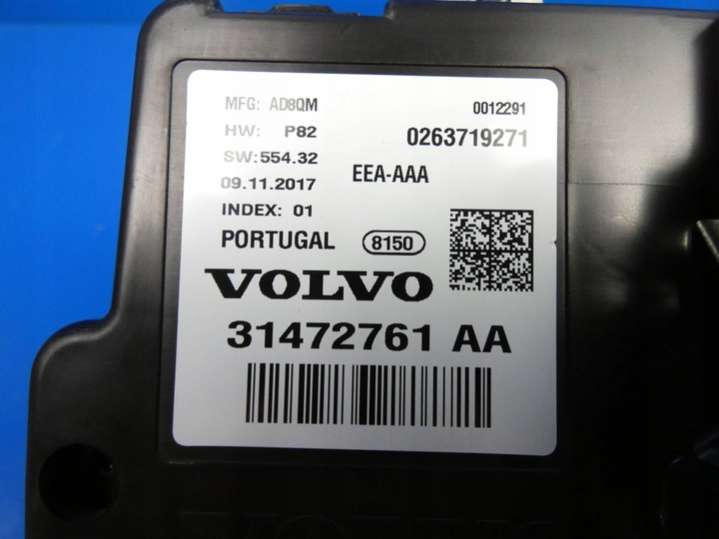 MFG: AD8QM 0012291
HW: P82 0263719271
SW:554.32 EEA-AAA
09.11.2017
INDEX: 01
PORTUGAL 8150
VOLVO
31472761 AA